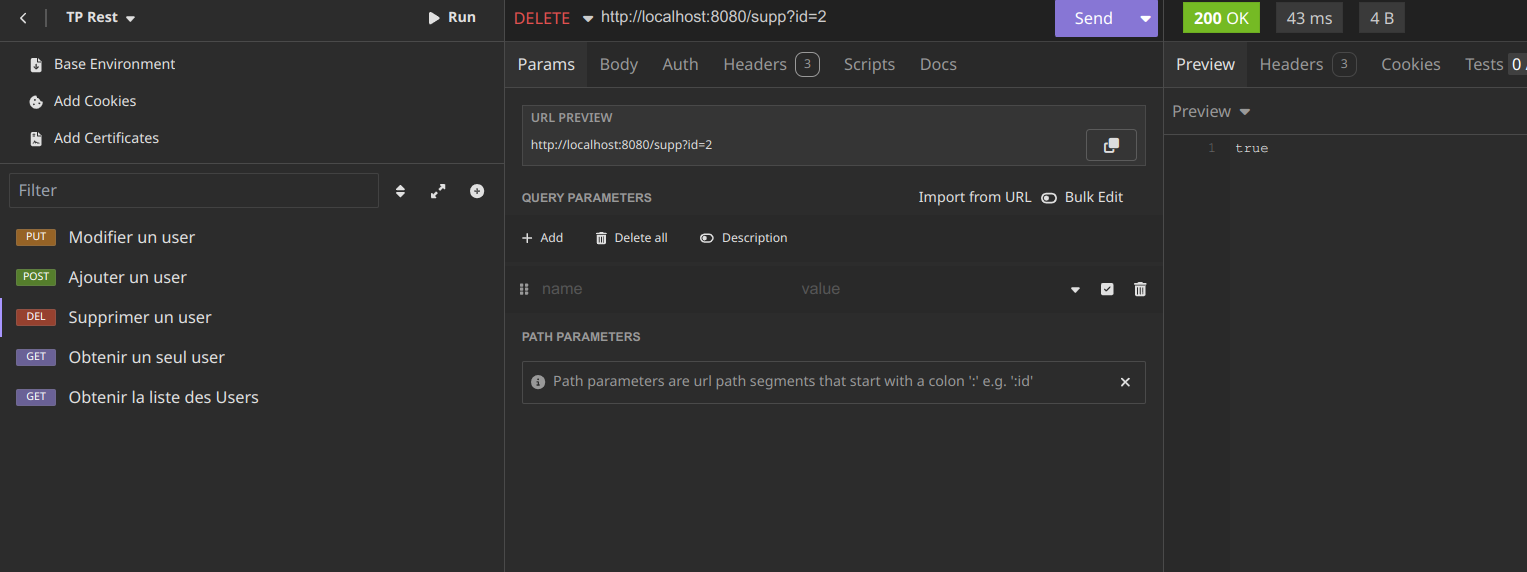 TP Rest
Run
Base Environment
Add Cookies
Add Certificates
Filter
PUT Modifier un user
POST Ajouter un user
DEL Supprimer un user
GET Obtenir un seul user
GET Obtenir la liste des Users
DELETE http://localhost:8080/supp?id=2 Send
Params Body Auth Headers 3 Scripts Docs
URL PREVIEW
http://localhost:8080/supp?id=2
QUERY PARAMETERS Import from URL Bulk Edit
Add Delete all Description
name value
PATH PARAMETERS
Path parameters are url path segments that start with a colon ':' e.g. ':id'
200 OK 43 ms 4 B
Preview Headers 3 Cookies Tests 0 /
Preview
1 true